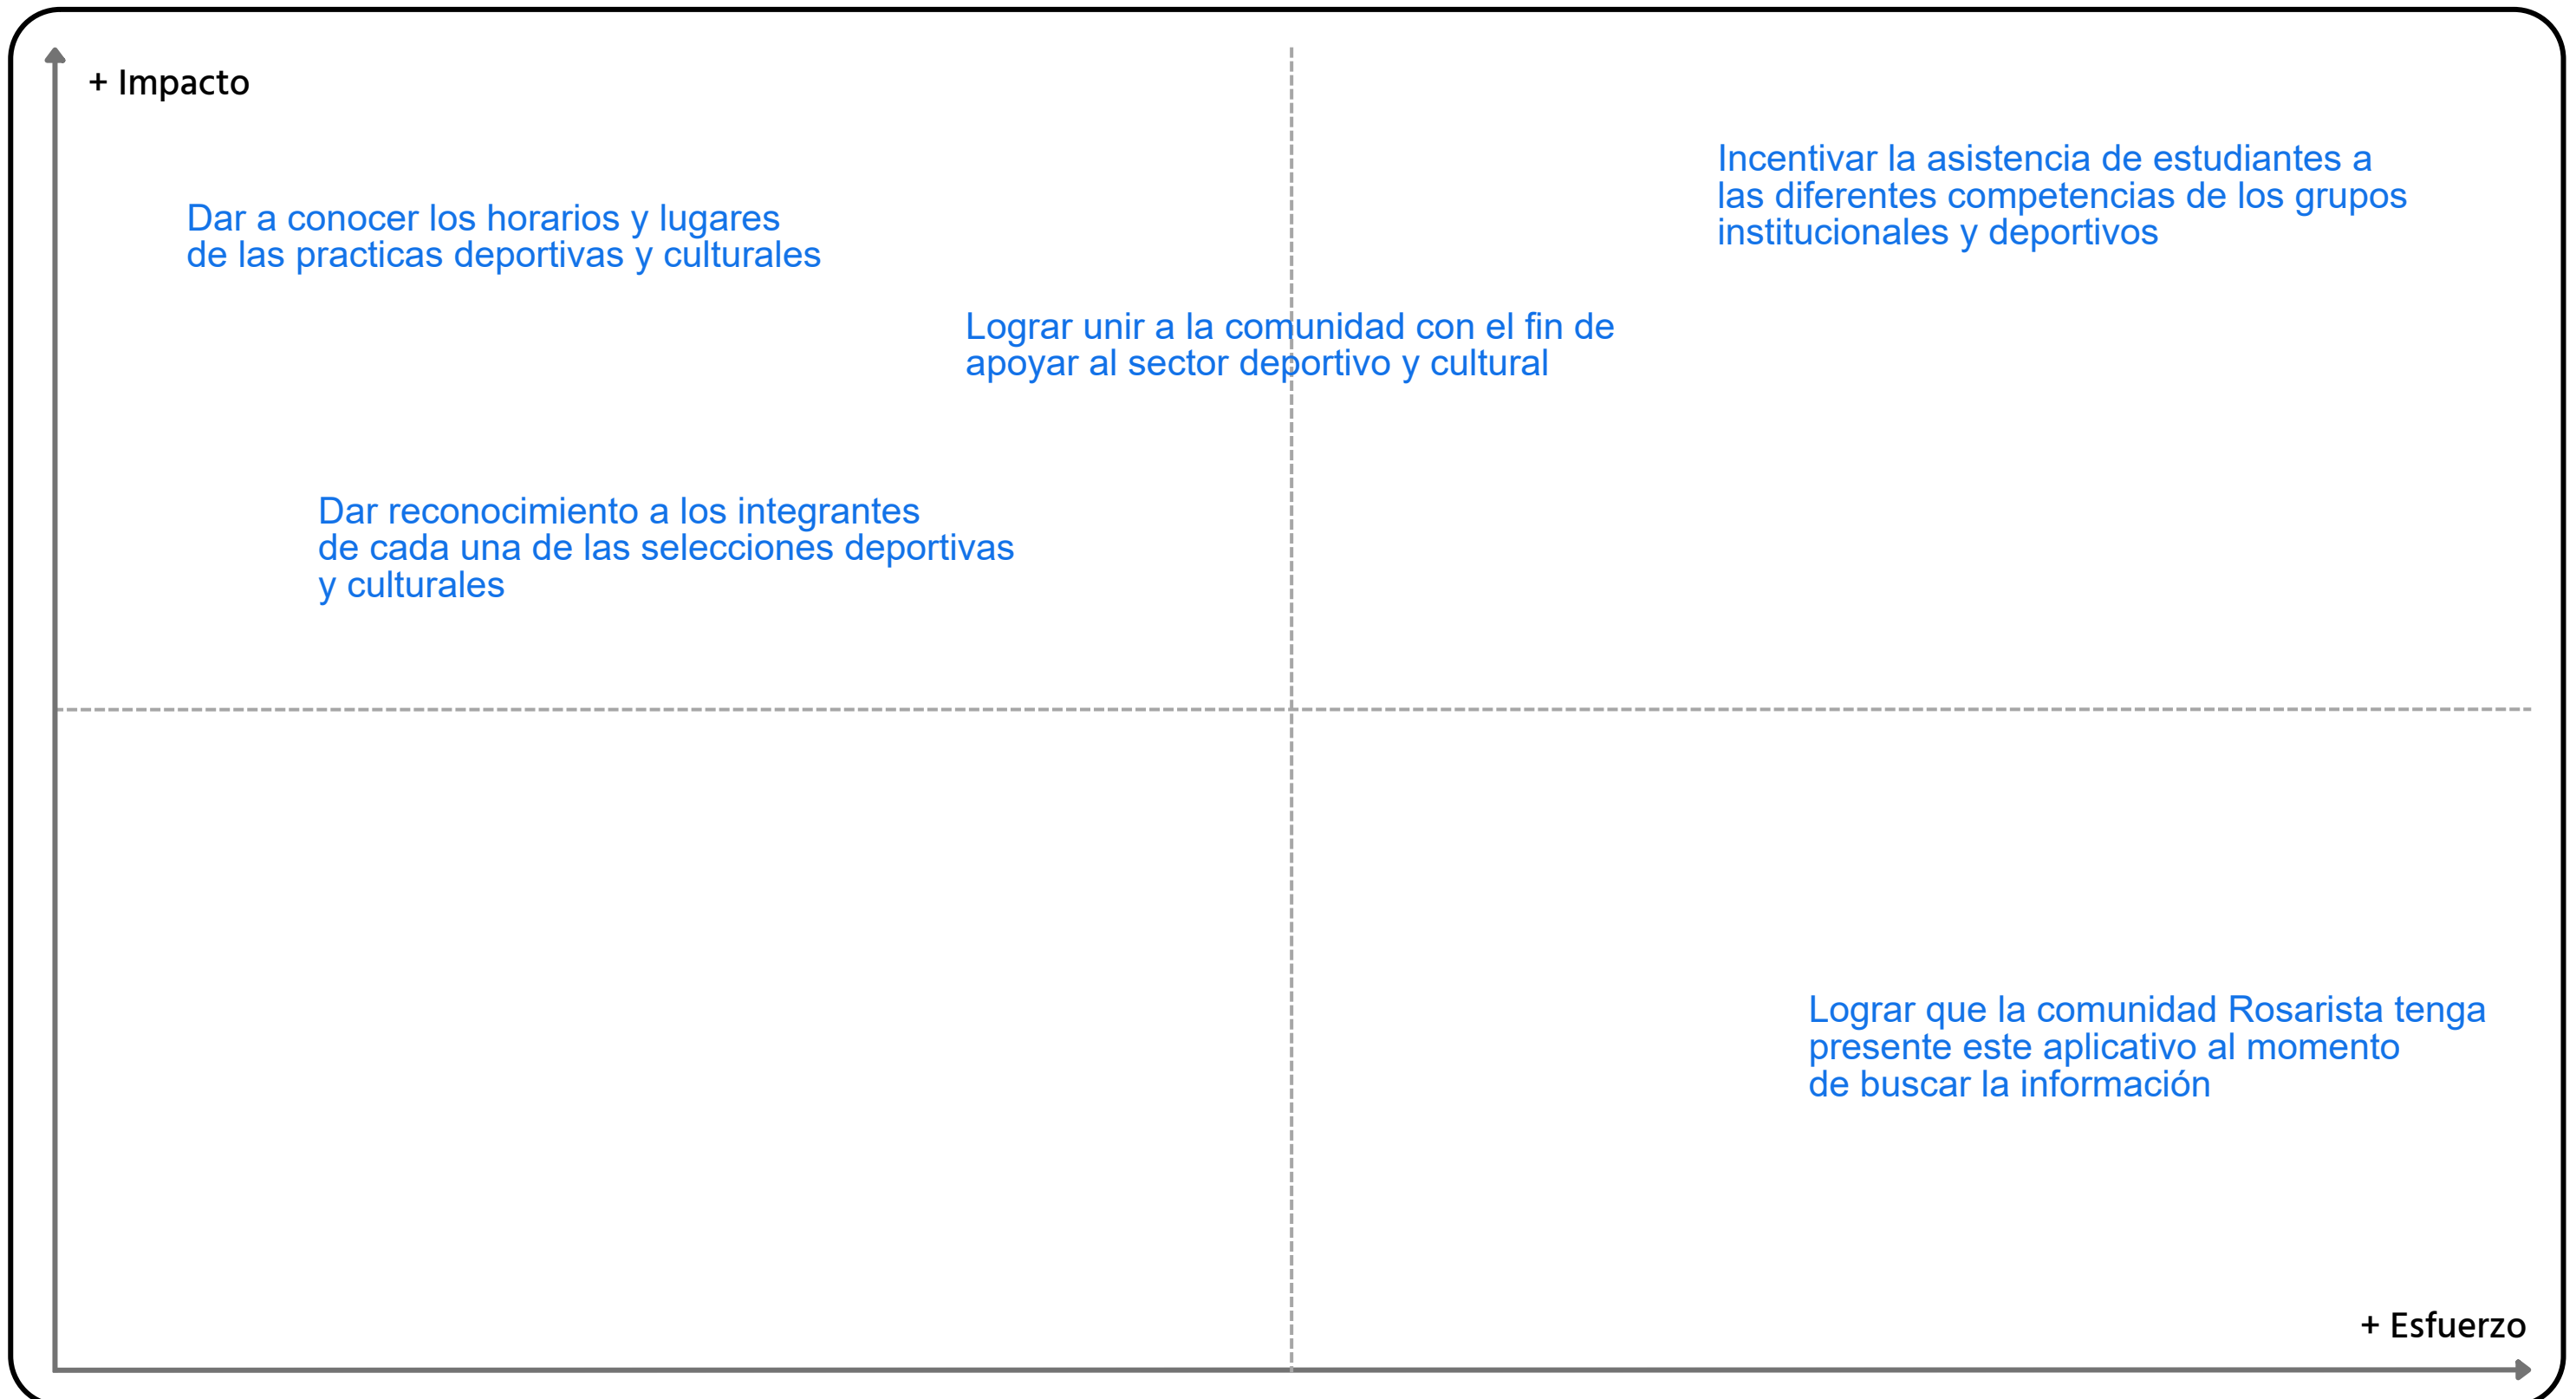 + Impacto
Incentivar la asistencia de estudiantes a
las diferentes competencias de los grupos
institucionales y deportivos
Dar a conocer los horarios y lugares
de las practicas deportivas y culturales
Lograr unir a la comunidad con el fin de
apoyar al sector deportivo y cultural
Dar reconocimiento a los integrantes
de cada una de las selecciones deportivas
y culturales
Lograr que la comunidad Rosarista tenga
presente este aplicativo al momento
de buscar la información
+ Esfuerzo